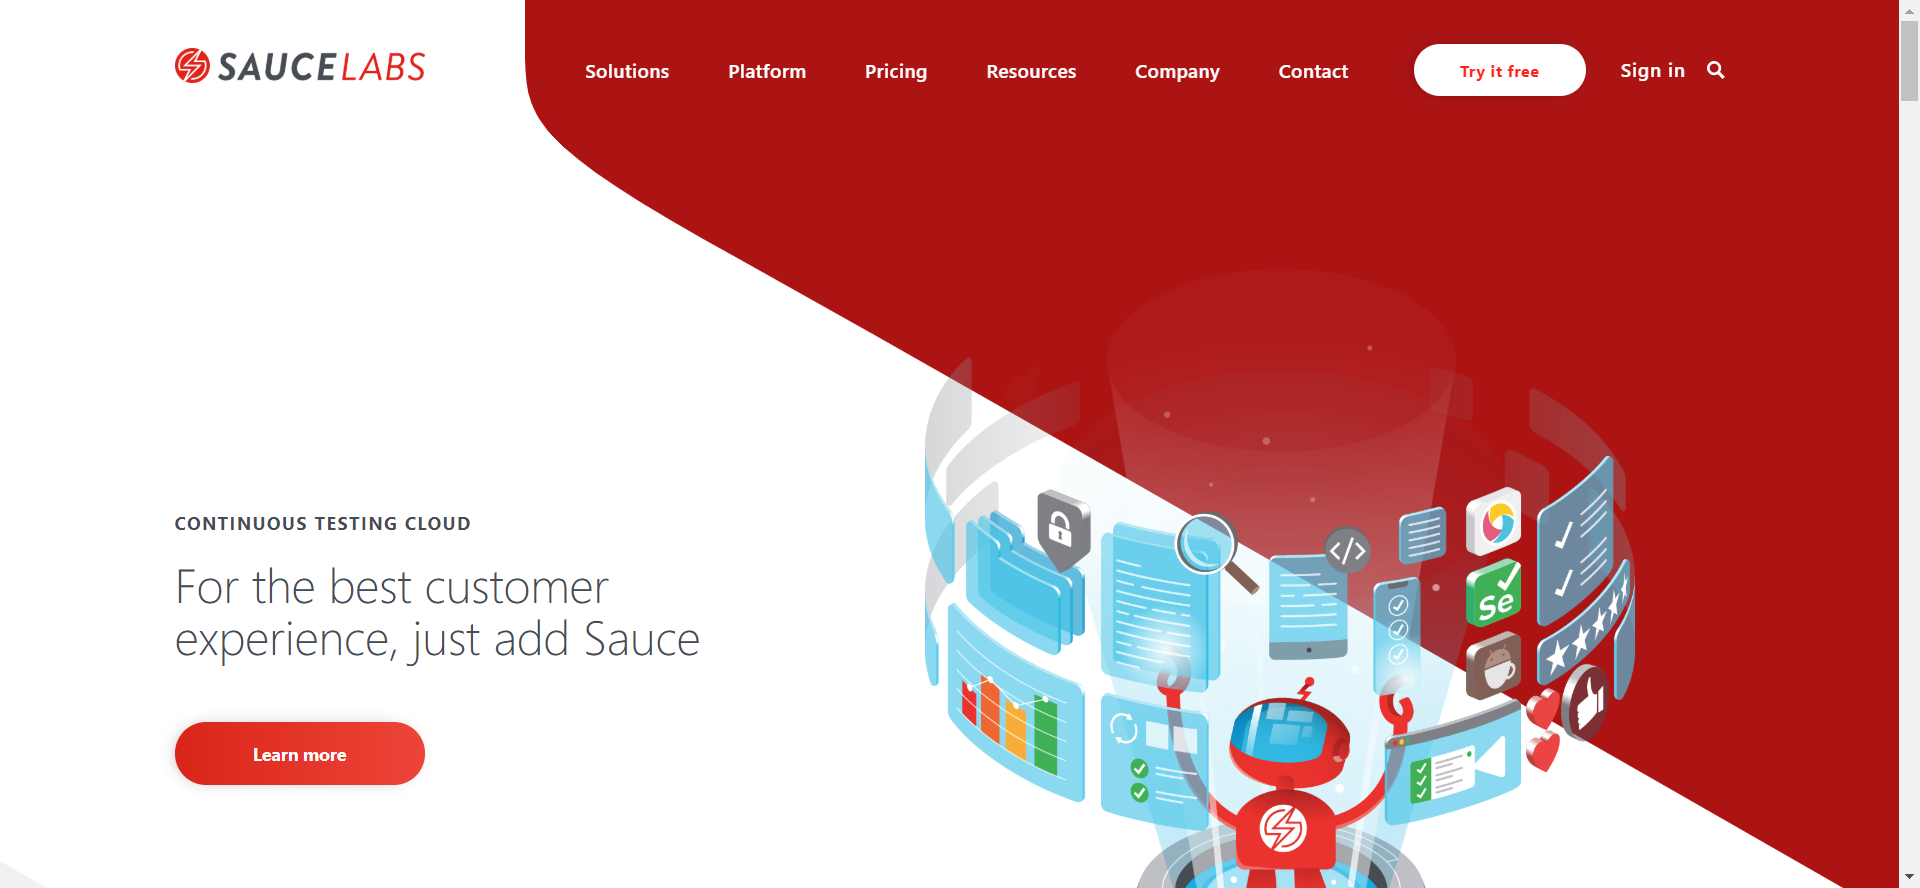 SAUCELABS
Solutions Platform Pricing Resources Company Contact Try it free Sign in
CONTINUOUS TESTING CLOUD
For the best customer
experience, just add Sauce
Learn more
</>
Se